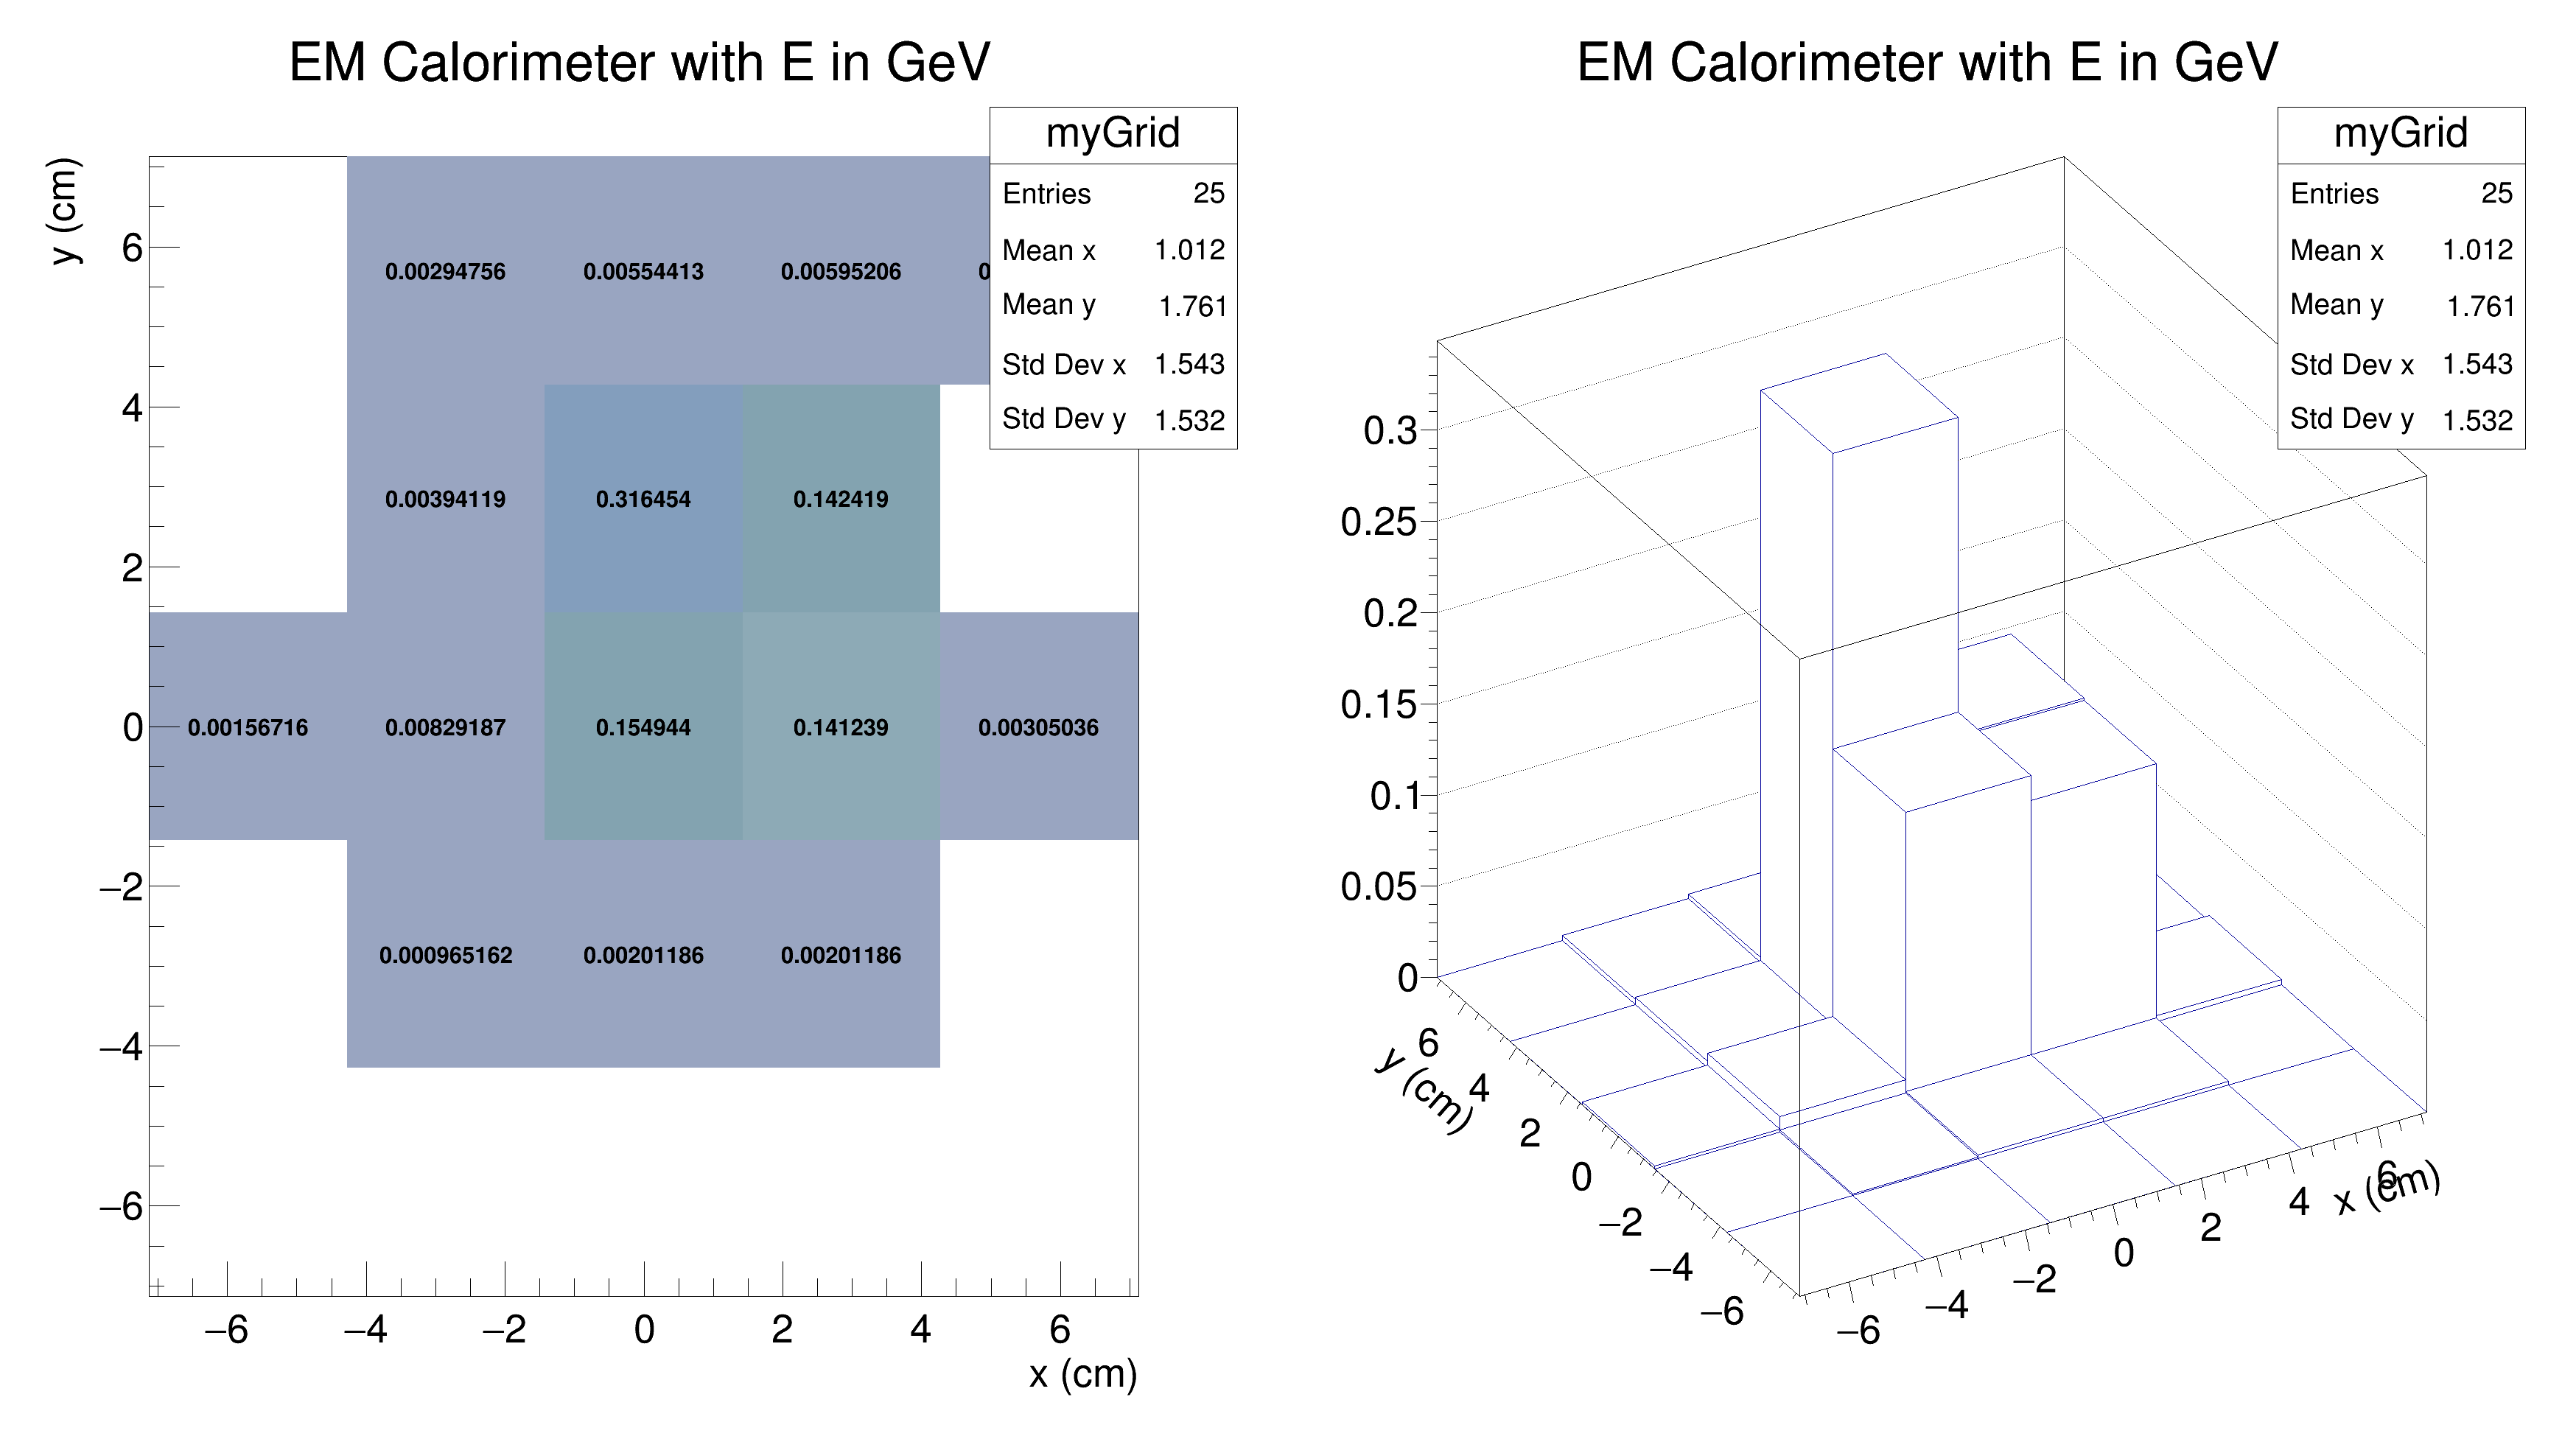 EM Calorimeter with E in GeV
myGrid
Entries 25
Mean x 1.012
Mean y 1.761
Std Dev x 1.543
Std Dev y 1.532
y (cm)
6
4
2
0
−2
−4
−6
0.00294756 0.00554413 0.00595206 0
0.00394119 0.316454 0.142419
0.00156716 0.00829187 0.154944 0.141239 0.00305036
0.000965162 0.00201186 0.00201186
−6 −4 −2 0 2 4 6
x (cm)
EM Calorimeter with E in GeV
myGrid
Entries 25
Mean x 1.012
Mean y 1.761
Std Dev x 1.543
Std Dev y 1.532
0.3
0.25
0.2
0.15
0.1
0.05
0
6
4
2
0
−2
−4
−6
y (cm)
−6
−4
−2
0
2
4
6
x (cm)